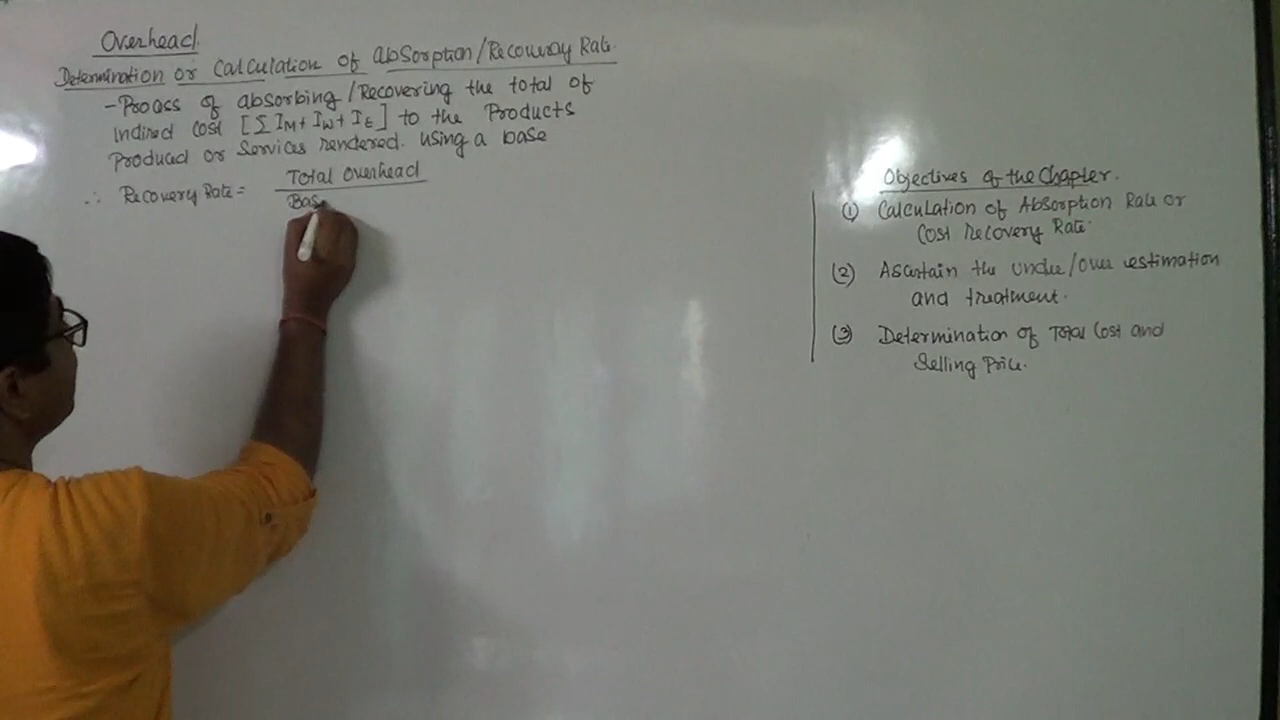 Overhead.
Determination or Calculation of absorption/Recovery Rate.
- Process of absorbing/Recovering the total of
Indirect cost [Σ IM + IW + IE] to the Products
Produced or Services rendered. using a base
∴ Recovery Rate = Total overhead
Bas
Objectives of the Chapter.
(1) Calculation of Absorption Rate or
Cost Recovery Rate.
(2) Ascertain the under/over estimation
and treatment.
(3) Determination of Total Cost and
Selling Price.